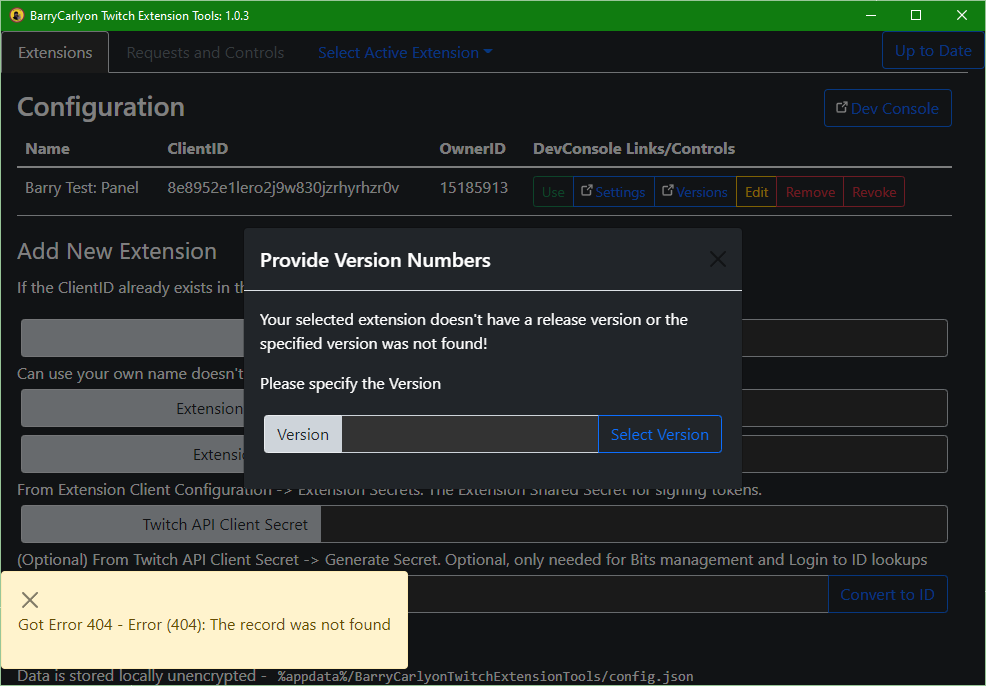 BarryCarlyon Twitch Extension Tools: 1.0.3
Extensions Requests and Controls Select Active Extension Up to Date
Configuration Dev Console
Name ClientID OwnerID DevConsole Links/Controls
Barry Test: Panel 8e8952e1lero2j9w830jzrhyrhzr0v 15185913 Use Settings Versions Edit Remove Revoke
Add New Extension
If the ClientID already exists in th
Provide Version Numbers
Your selected extension doesn't have a release version or the
specified version was not found!
Please specify the Version
Version Select Version
Can use your own name doesn't
Extension
Extensi
From Extension Client Configuration -> Extension Secrets. The Extension Shared Secret for signing tokens.
Twitch API Client Secret
(Optional) From Twitch API Client Secret -> Generate Secret. Optional, only needed for Bits management and Login to ID lookups
Convert to ID
Got Error 404 - Error (404): The record was not found
Data is stored locally unencrypted - %appdata%/BarryCarlyonTwitchExtensionTools/config.json